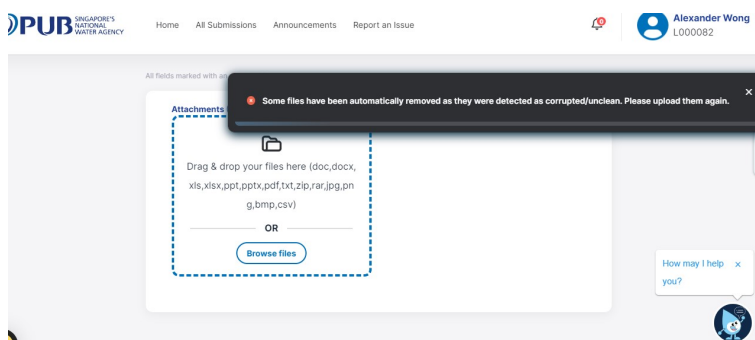 PUB SINGAPORE'S
NATIONAL
WATER AGENCY
Home All Submissions Announcements Report an Issue
0
Alexander Wong
L000082
All fields marked with an
Some files have been automatically removed as they were detected as corrupted/unclean. Please upload them again.
Attachments
Drag & drop your files here (doc,docx,
xls,xlsx,ppt,pptx,pdf,txt,zip,rar,jpg,pn
g,bmp,csv)
OR
Browse files
How may I help
you?